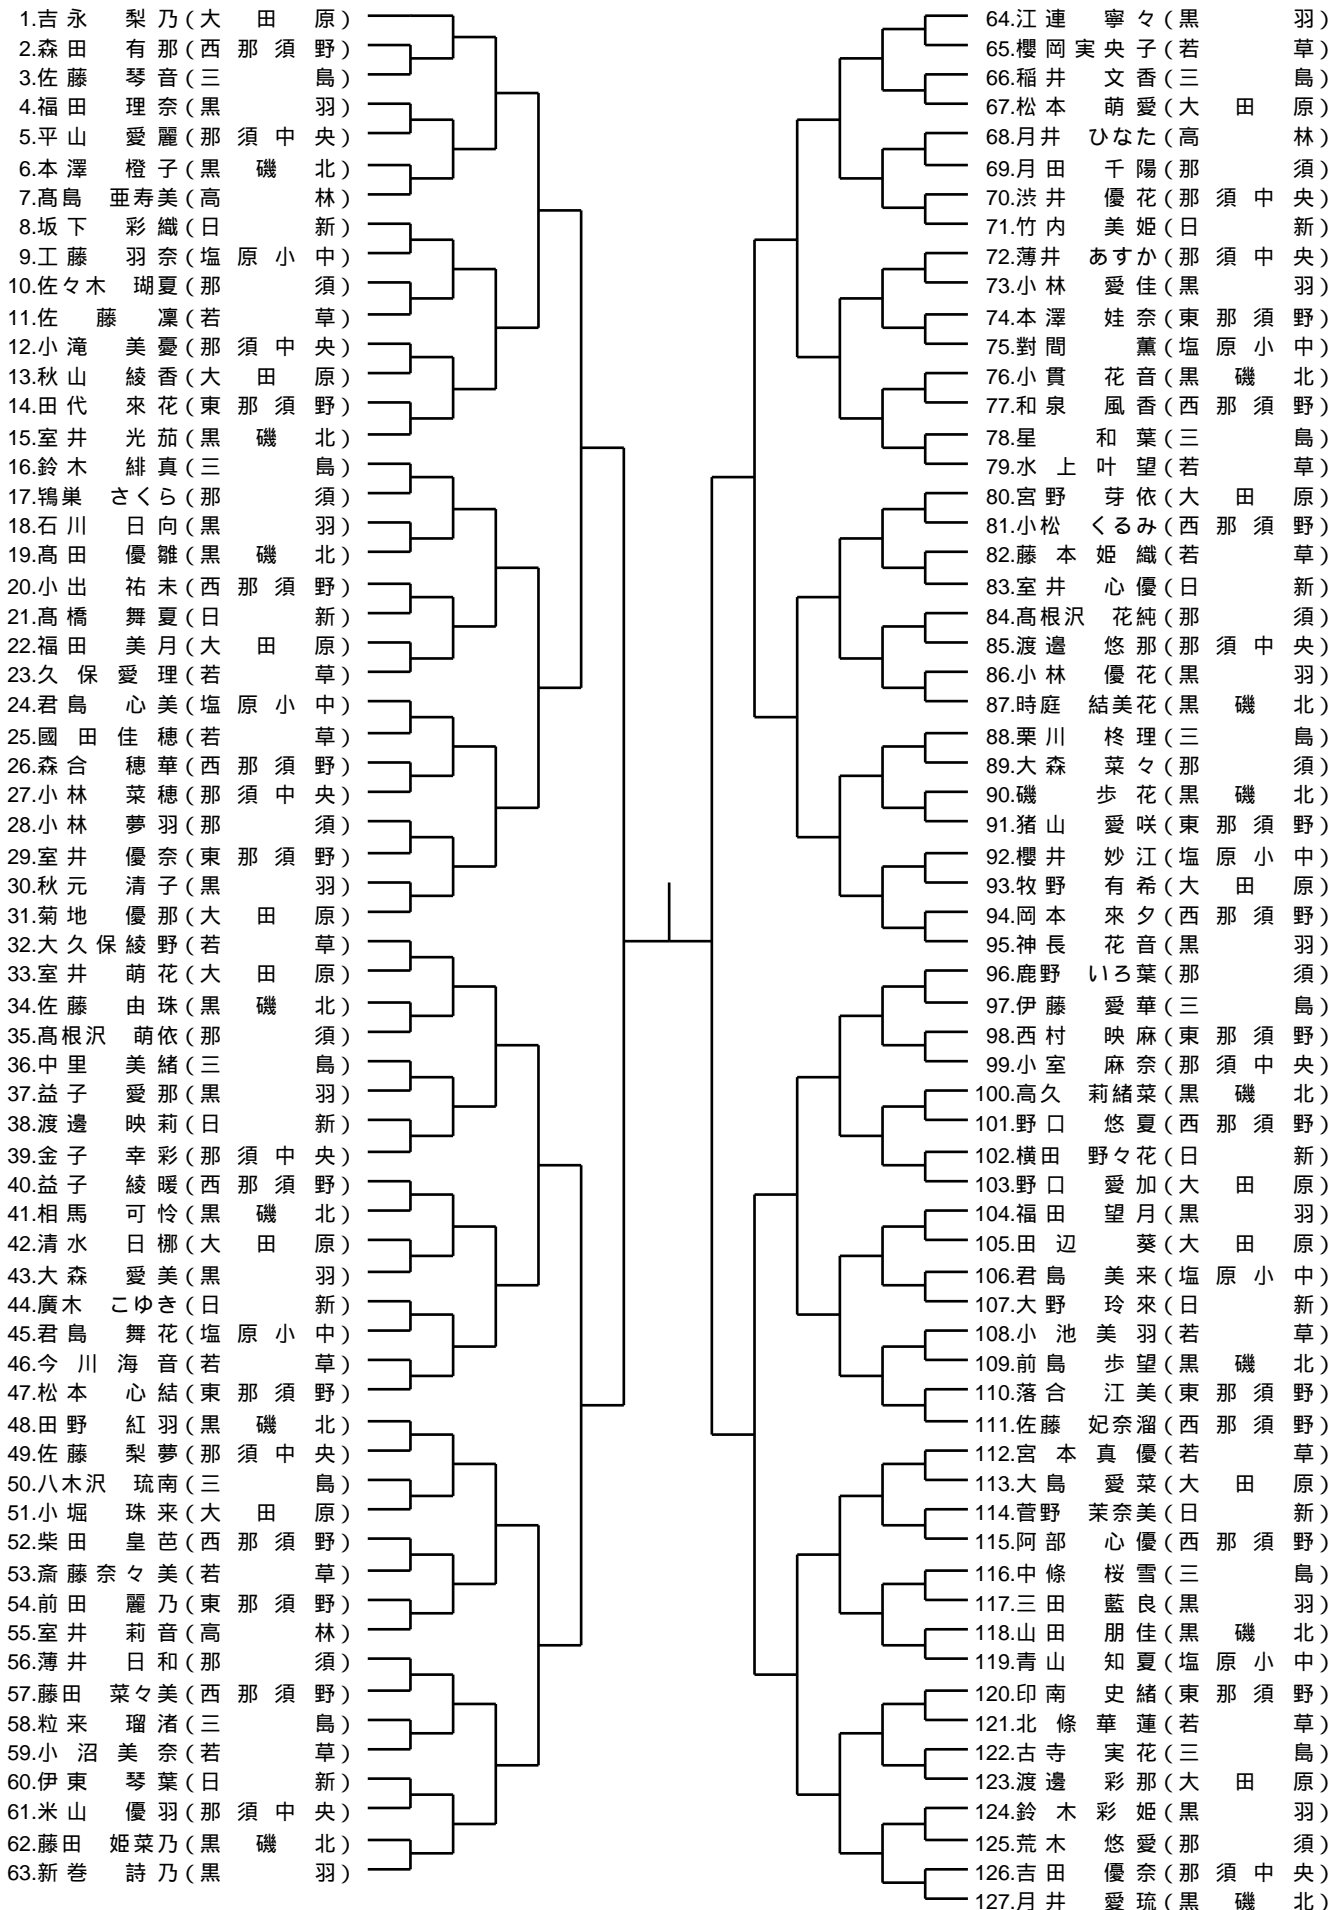 1.吉永 梨乃(大田原)
2.森田 有那(西那須野)
3.佐藤 琴音(三島)
4.福田 理奈(黒羽)
5.平山 愛麗(那須中央)
6.本澤 橙子(黒磯北)
7.髙島 亜寿美(高林)
8.坂下 彩織(日新)
9.工藤 羽奈(塩原小中)
10.佐々木 瑚夏(那須)
11.佐藤 凜(若草)
12.小滝 美憂(那須中央)
13.秋山 綾香(大田原)
14.田代 來花(東那須野)
15.室井 光茄(黒磯北)
16.鈴木 緋真(三島)
17.鴇巣 さくら(那須)
18.石川 日向(黒羽)
19.髙田 優雛(黒磯北)
20.小出 祐未(西那須野)
21.髙橋 舞夏(日新)
22.福田 美月(大田原)
23.久保愛理(若草)
24.君島 心美(塩原小中)
25.國田佳穂(若草)
26.森合 穂華(西那須野)
27.小林 菜穂(那須中央)
28.小林 夢羽(那須)
29.室井 優奈(東那須野)
30.秋元 清子(黒羽)
31.菊地 優那(大田原)
32.大久保綾野(若草)
33.室井 萌花(大田原)
34.佐藤 由珠(黒磯北)
35.髙根沢 萌依(那須)
36.中里 美緒(三島)
37.益子 愛那(黒羽)
38.渡邊 映莉(日新)
39.金子 幸彩(那須中央)
40.益子 綾暖(西那須野)
41.相馬 可怜(黒磯北)
42.清水 日梛(大田原)
43.大森 愛美(黒羽)
44.廣木 こゆき(日新)
45.君島 舞花(塩原小中)
46.今川海音(若草)
47.松本 心結(東那須野)
48.田野 紅羽(黒磯北)
49.佐藤 梨夢(那須中央)
50.八木沢 琉南(三島)
51.小堀 珠来(大田原)
52.柴田 皇芭(西那須野)
53.斎藤奈々美(若草)
54.前田 麗乃(東那須野)
55.室井 莉音(高林)
56.薄井 日和(那須)
57.藤田 菜々美(西那須野)
58.粒来 瑠渚(三島)
59.小沼美奈(若草)
60.伊東 琴葉(日新)
61.米山 優羽(那須中央)
62.藤田 姫菜乃(黒磯北)
63.新巻 詩乃(黒羽)
64.江連 寧々(黒羽)
65.櫻岡実央子(若草)
66.稲井 文香(三島)
67.松本 萌愛(大田原)
68.月井 ひなた(高林)
69.月田 千陽(那須)
70.渋井 優花(那須中央)
71.竹内 美姫(日新)
72.薄井 あすか(那須中央)
73.小林 愛佳(黒羽)
74.本澤 娃奈(東那須野)
75.對間 薫(塩原小中)
76.小貫 花音(黒磯北)
77.和泉 風香(西那須野)
78.星 和葉(三島)
79.水上叶望(若草)
80.宮野 芽依(大田原)
81.小松 くるみ(西那須野)
82.藤本姫織(若草)
83.室井 心優(日新)
84.髙根沢 花純(那須)
85.渡邉 悠那(那須中央)
86.小林 優花(黒羽)
87.時庭 結美花(黒磯北)
88.栗川 柊理(三島)
89.大森 菜々(那須)
90.磯 歩花(黒磯北)
91.猪山 愛咲(東那須野)
92.櫻井 妙江(塩原小中)
93.牧野 有希(大田原)
94.岡本 來夕(西那須野)
95.神長 花音(黒羽)
96.鹿野 いろ葉(那須)
97.伊藤 愛華(三島)
98.西村 映麻(東那須野)
99.小室 麻奈(那須中央)
100.高久 莉緒菜(黒磯北)
101.野口 悠夏(西那須野)
102.横田 野々花(日新)
103.野口 愛加(大田原)
104.福田 望月(黒羽)
105.田辺 葵(大田原)
106.君島 美来(塩原小中)
107.大野 玲來(日新)
108.小池美羽(若草)
109.前島 歩望(黒磯北)
110.落合 江美(東那須野)
111.佐藤 妃奈溜(西那須野)
112.宮本真優(若草)
113.大島 愛菜(大田原)
114.菅野 茉奈美(日新)
115.阿部 心優(西那須野)
116.中條 桜雪(三島)
117.三田 藍良(黒羽)
118.山田 朋佳(黒磯北)
119.青山 知夏(塩原小中)
120.印南 史緒(東那須野)
121.北條華蓮(若草)
122.古寺 実花(三島)
123.渡邊 彩那(大田原)
124.鈴木彩姫(黒羽)
125.荒木 悠愛(那須)
126.吉田 優奈(那須中央)
127.月井 愛琉(黒磯北)